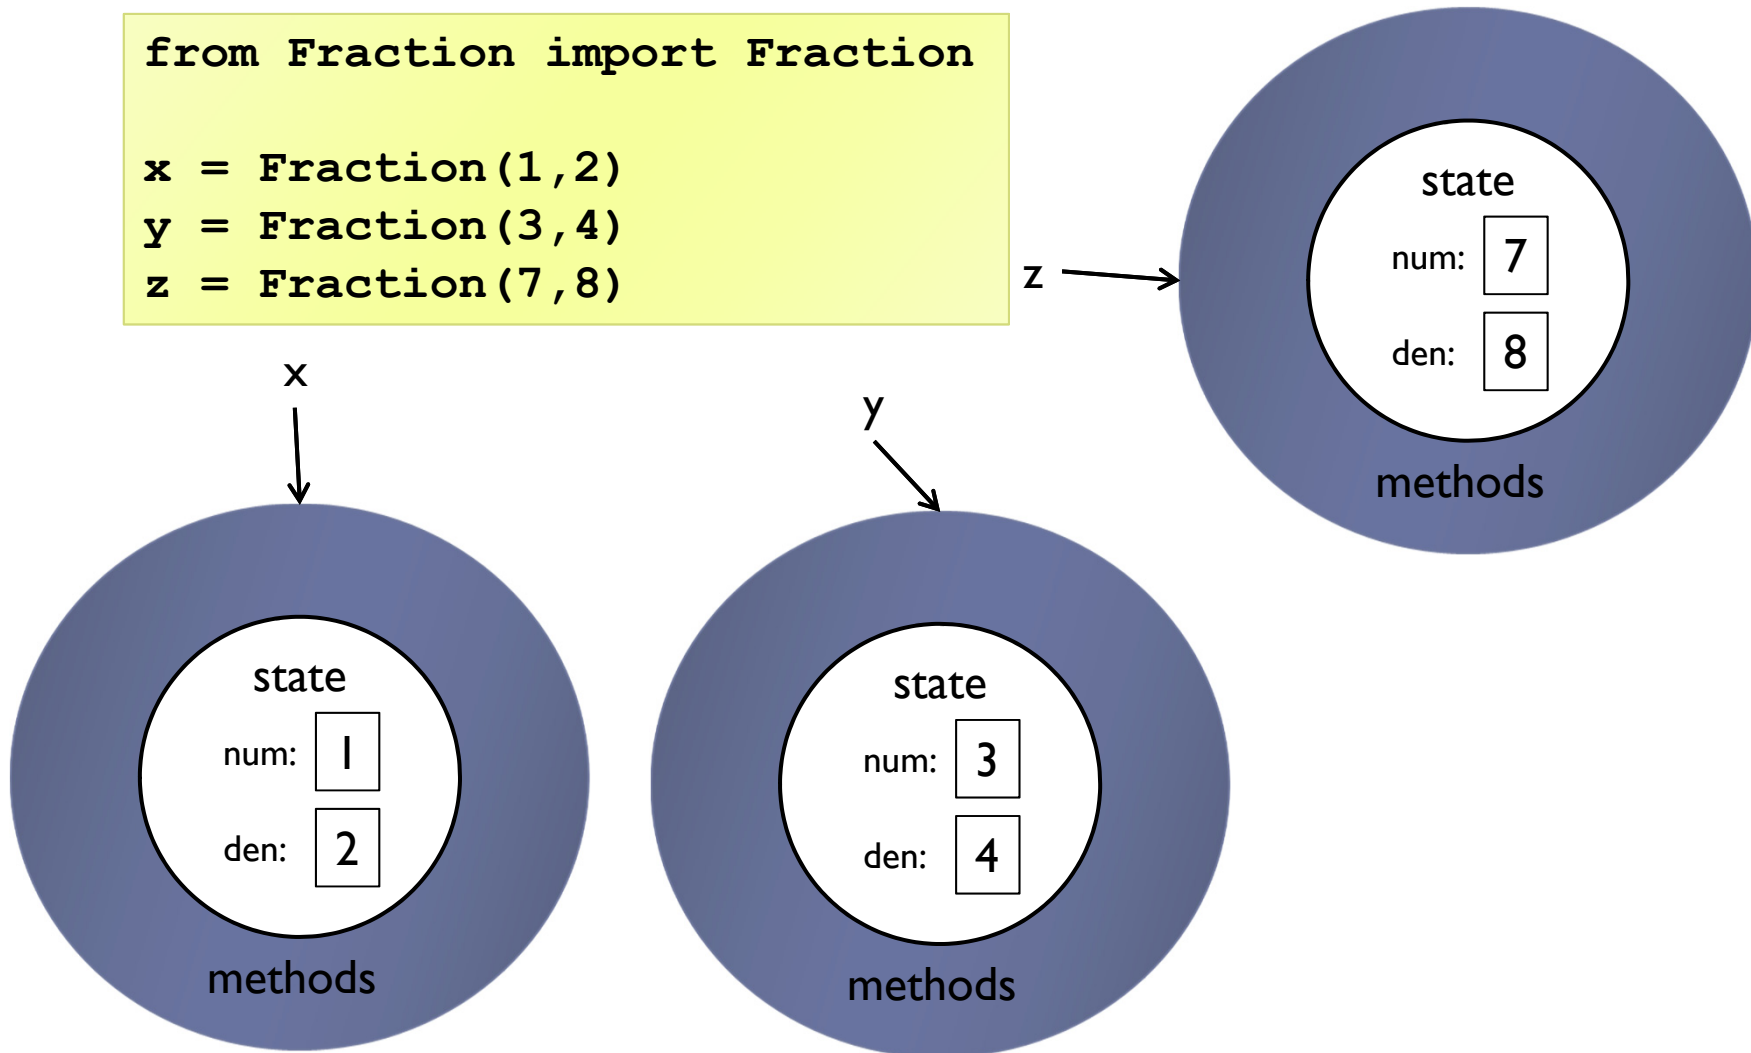 from Fraction import Fraction
x = Fraction(1,2)
y = Fraction(3,4)
z = Fraction(7,8)
z
state
num: 7
den: 8
methods
x
state
num: 1
den: 2
methods
y
state
num: 3
den: 4
methods